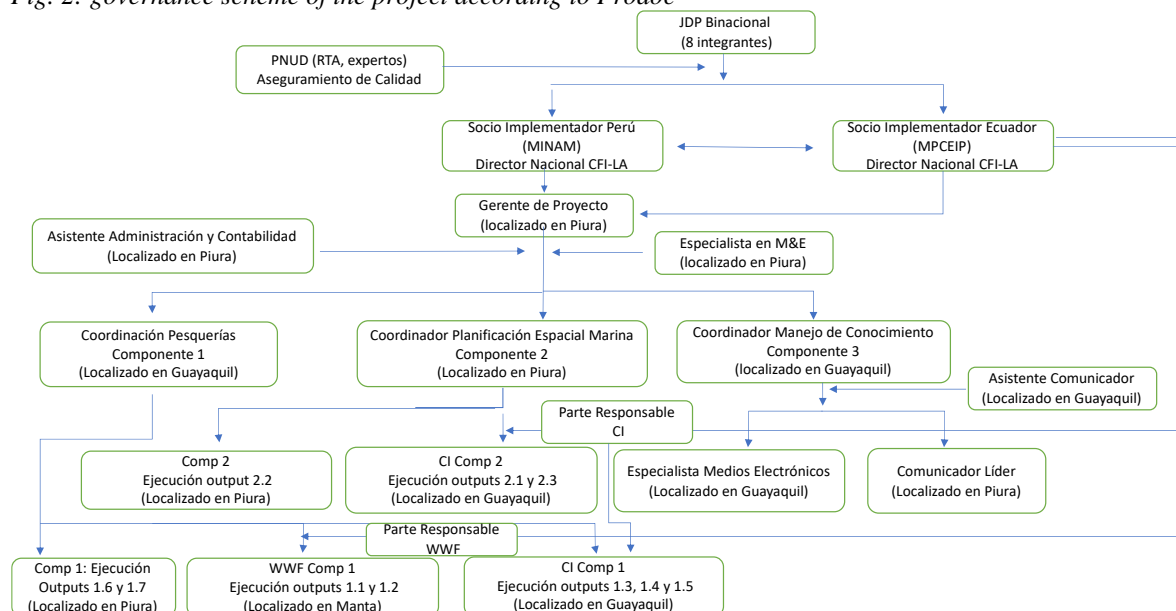 Fig. 2: governance scheme of the project according to Prodoc
JDP Binacional
(8 integrantes)
PNUD (RTA, expertos)
Aseguramiento de Calidad
Socio Implementador Perú
(MINAM)
Director Nacional CFI-LA
Socio Implementador Ecuador
(MPCEIP)
Director Nacional CFI-LA
Gerente de Proyecto
(localizado en Piura)
Asistente Administración y Contabilidad
(Localizado en Piura)
Especialista en M&E
(localizado en Piura)
Coordinación Pesquerías
Componente 1
(Localizado en Guayaquil)
Coordinador Planificación Espacial Marina
Componente 2
(Localizado en Piura)
Coordinador Manejo de Conocimiento
Componente 3
(localizado en Guayaquil)
Asistente Comunicador
(Localizado en Guayaquil)
Parte Responsable
CI
Comp 2
Ejecución output 2.2
(Localizado en Piura)
CI Comp 2
Ejecución outputs 2.1 y 2.3
(Localizado en Guayaquil)
Especialista Medios Electrónicos
(Localizado en Guayaquil)
Comunicador Líder
(Localizado en Piura)
Parte Responsable
WWF
Comp 1: Ejecución
Outputs 1.6 y 1.7
(Localizado en Piura)
WWF Comp 1
Ejecución outputs 1.1 y 1.2
(Localizado en Manta)
CI Comp 1
Ejecución outputs 1.3, 1.4 y 1.5
(Localizado en Guayaquil)